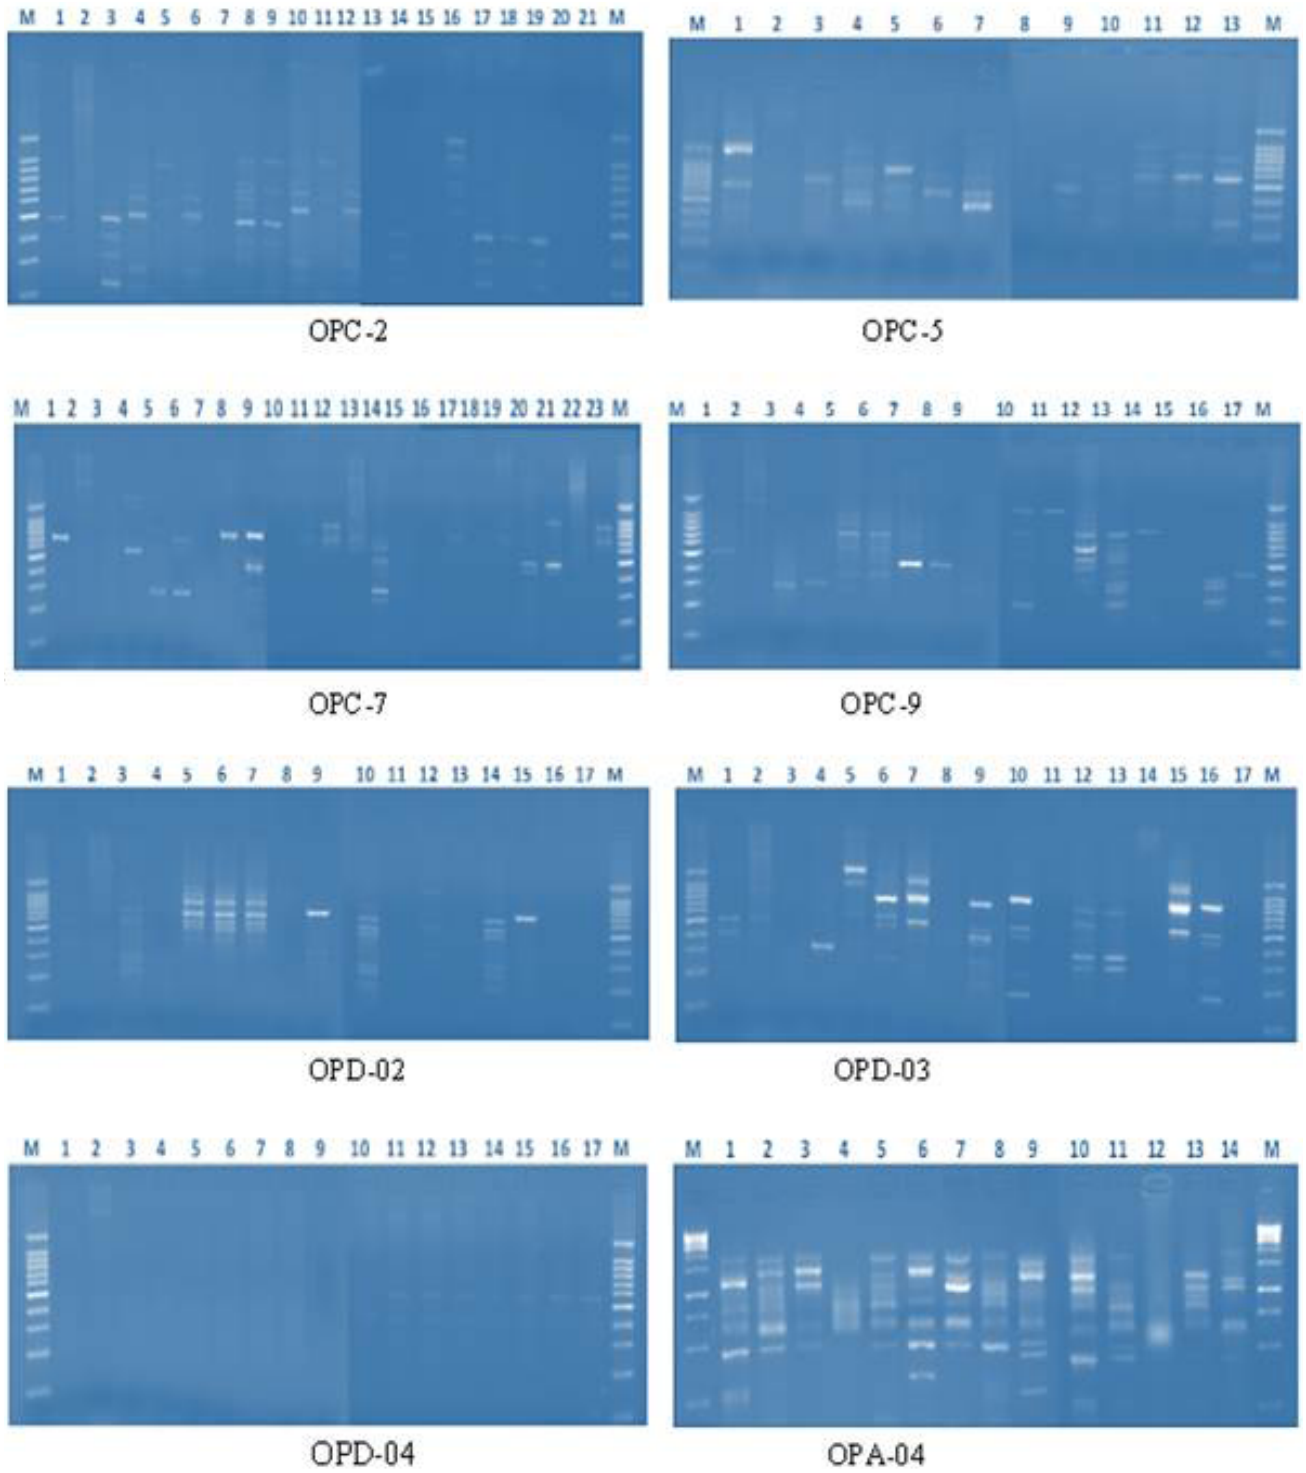 M 1 2 3 4 5 6 7 8 9 10 11 12 13 14 15 16 17 18 19 20 21 M
M 1 2 3 4 5 6 7 8 9 10 11 12 13 M
OPC-2
OPC-5
M 1 2 3 4 5 6 7 8 9 10 11 12 13 14 15 16 17 18 19 20 21 22 23 M
M 1 2 3 4 5 6 7 8 9 10 11 12 13 14 15 16 17 M
OPC-7
OPC-9
M 1 2 3 4 5 6 7 8 9 10 11 12 13 14 15 16 17 M
M 1 2 3 4 5 6 7 8 9 10 11 12 13 14 15 16 17 M
OPD-02
OPD-03
M 1 2 3 4 5 6 7 8 9 10 11 12 13 14 15 16 17 M
M 1 2 3 4 5 6 7 8 9 10 11 12 13 14 M
OPD-04
OPA-04